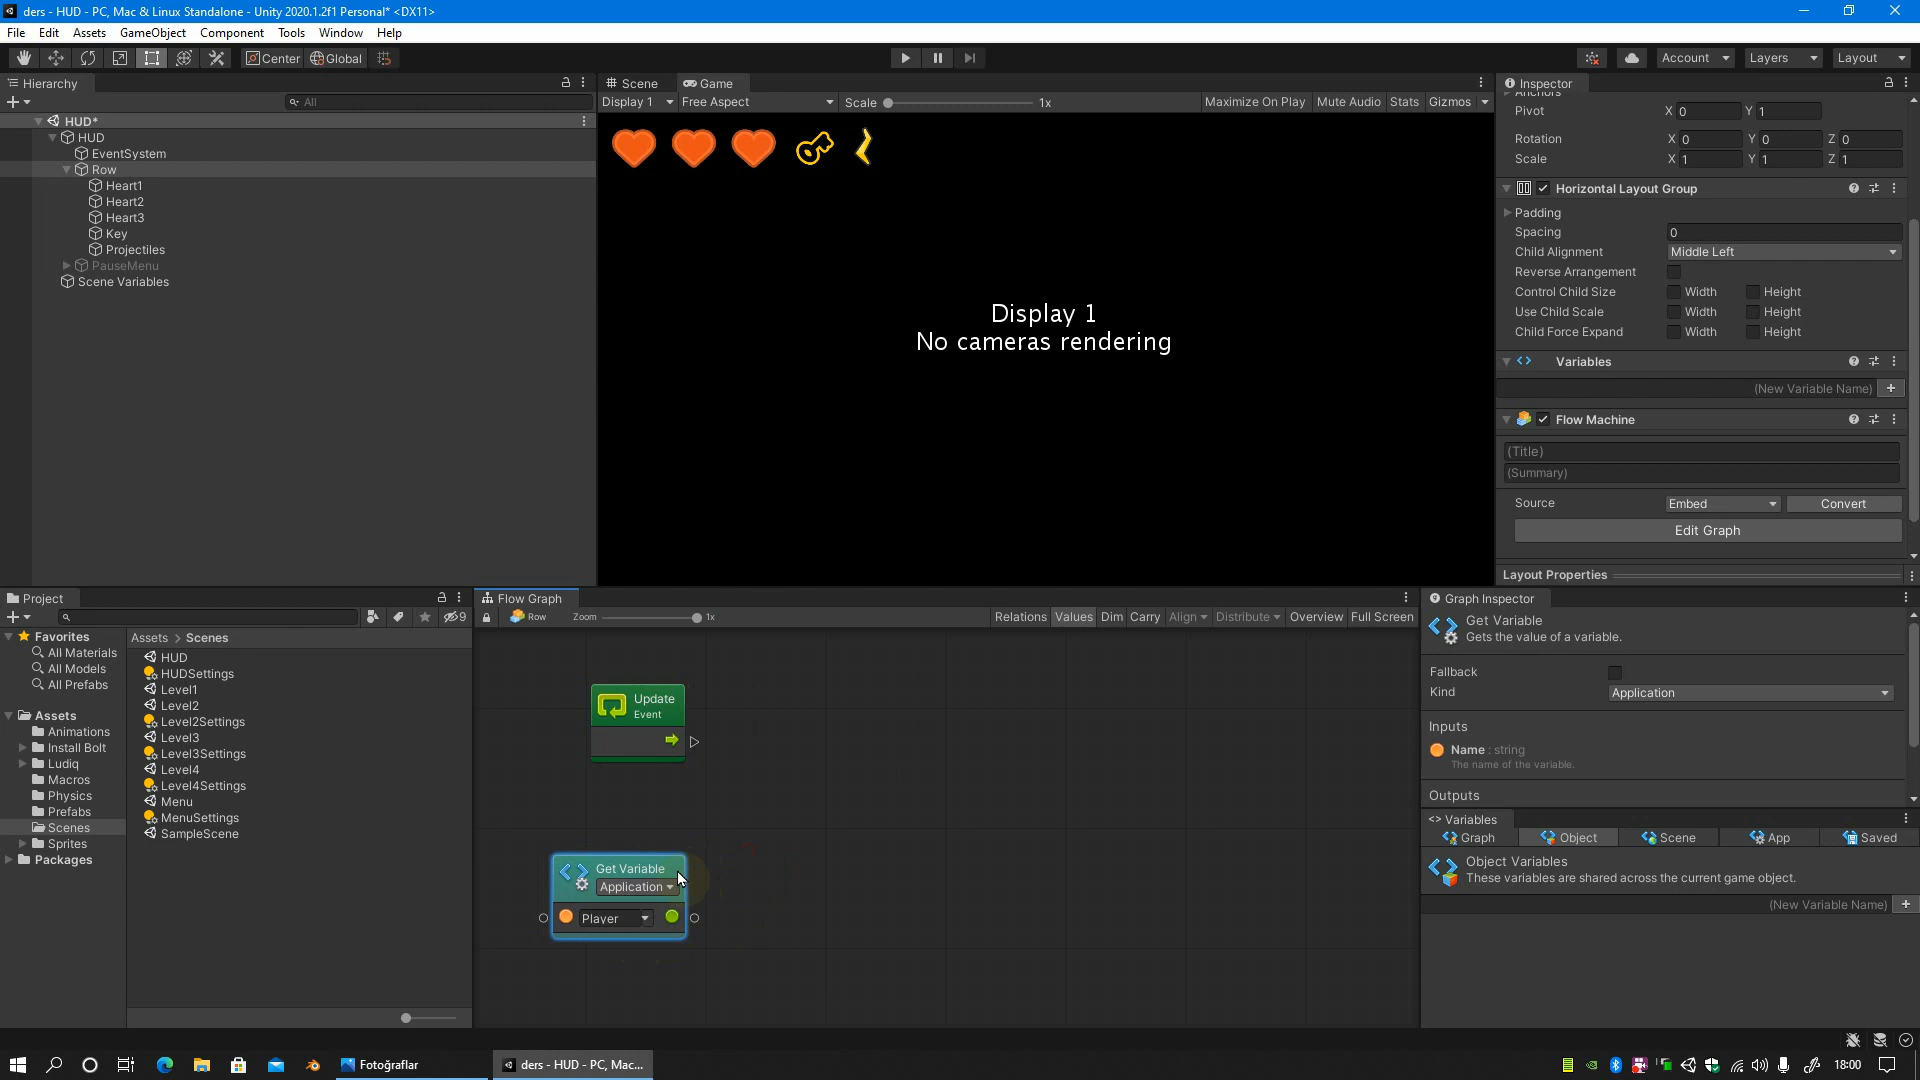 ders - HUD - PC, Mac & Linux Standalone - Unity 2020.1.2f1 Personal* <DX11>
File Edit Assets GameObject Component Tools Window Help
Center Global Account Layers Layout
Hierarchy
All
HUD*
HUD
EventSystem
Row
Heart1
Heart2
Heart3
Key
Projectiles
PauseMenu
Scene Variables
Scene Game
Display 1 Free Aspect Scale 1x Maximize On Play Mute Audio Stats Gizmos
Display 1
No cameras rendering
Inspector
Anchors
Pivot X 0 Y 1
Rotation X 0 Y 0 Z 0
Scale X 1 Y 1 Z 1
Horizontal Layout Group
Padding
Spacing 0
Child Alignment Middle Left
Reverse Arrangement
Control Child Size Width Height
Use Child Scale Width Height
Child Force Expand Width Height
Variables
(New Variable Name)
Flow Machine
(Title)
(Summary)
Source Embed Convert
Edit Graph
Layout Properties
Project
9
Favorites
All Materials
All Models
All Prefabs
Assets
Animations
Install Bolt
Ludiq
Macros
Physics
Prefabs
Scenes
Sprites
Packages
Assets > Scenes
HUD
HUDSettings
Level1
Level2
Level2Settings
Level3
Level3Settings
Level4
Level4Settings
Menu
MenuSettings
SampleScene
Flow Graph
Row Zoom 1x Relations Values Dim Carry Align Distribute Overview Full Screen
Update
Event
Get Variable
Application
Player
Graph Inspector
Get Variable
Gets the value of a variable.
Fallback
Kind Application
Inputs
Name : string
The name of the variable.
Outputs
<> Variables
Graph Object Scene App Saved
Object Variables
These variables are shared across the current game object.
(New Variable Name)
Fotoğraflar
ders - HUD - PC, Mac...
18:00